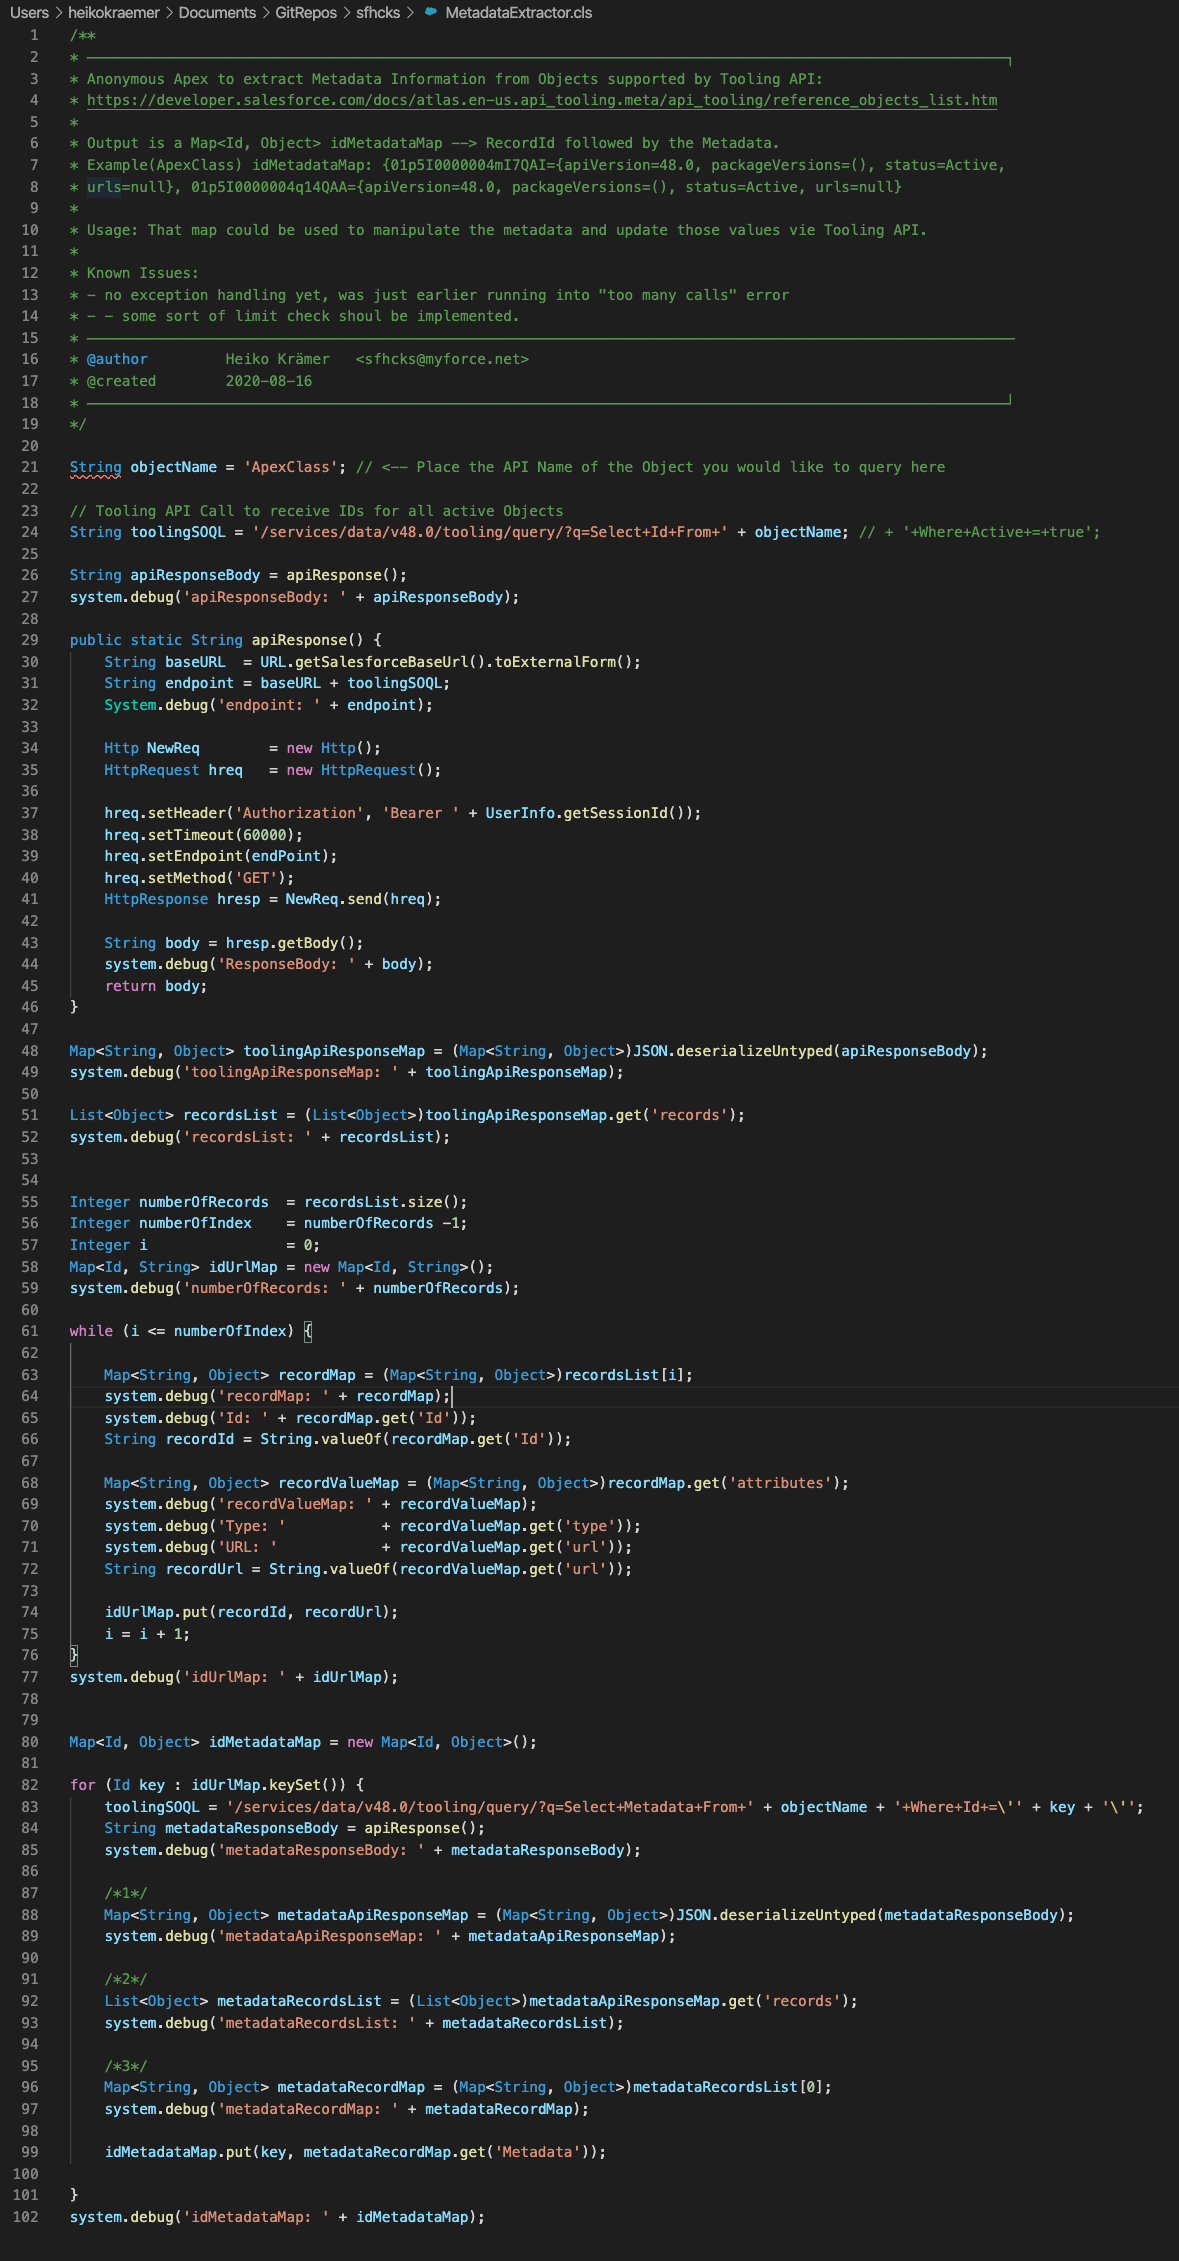 Users > heikokraemer > Documents > GitRepos > sfhcks > MetadataExtractor.cls
1 /**
2 * ┐
3 * Anonymous Apex to extract Metadata Information from Objects supported by Tooling API:
4 * https://developer.salesforce.com/docs/atlas.en-us.api_tooling.meta/api_tooling/reference_objects_list.htm
5 *
6 * Output is a Map<Id, Object> idMetadataMap --> RecordId followed by the Metadata.
7 * Example(ApexClass) idMetadataMap: {01p5I0000004mI7QAI={apiVersion=48.0, packageVersions=(), status=Active,
8 * urls=null}, 01p5I0000004q14QAA={apiVersion=48.0, packageVersions=(), status=Active, urls=null}
9 *
10 * Usage: That map could be used to manipulate the metadata and update those values vie Tooling API.
11 *
12 * Known Issues:
13 * - no exception handling yet, was just earlier running into "too many calls" error
14 * - - some sort of limit check shoul be implemented.
15 * ─
16 * @author Heiko Krämer <sfhcks@myforce.net>
17 * @created 2020-08-16
18 * ┘
19 */
20
21 String objectName = 'ApexClass'; // <-- Place the API Name of the Object you would like to query here
22
23 // Tooling API Call to receive IDs for all active Objects
24 String toolingSOQL = '/services/data/v48.0/tooling/query/?q=Select+Id+From+' + objectName; // + '+Where+Active+=+true';
25
26 String apiResponseBody = apiResponse();
27 system.debug('apiResponseBody: ' + apiResponseBody);
28
29 public static String apiResponse() {
30 String baseURL = URL.getSalesforceBaseUrl().toExternalForm();
31 String endpoint = baseURL + toolingSOQL;
32 System.debug('endpoint: ' + endpoint);
33
34 Http NewReq = new Http();
35 HttpRequest hreq = new HttpRequest();
36
37 hreq.setHeader('Authorization', 'Bearer ' + UserInfo.getSessionId());
38 hreq.setTimeout(60000);
39 hreq.setEndpoint(endPoint);
40 hreq.setMethod('GET');
41 HttpResponse hresp = NewReq.send(hreq);
42
43 String body = hresp.getBody();
44 system.debug('ResponseBody: ' + body);
45 return body;
46 }
47
48 Map<String, Object> toolingApiResponseMap = (Map<String, Object>)JSON.deserializeUntyped(apiResponseBody);
49 system.debug('toolingApiResponseMap: ' + toolingApiResponseMap);
50
51 List<Object> recordsList = (List<Object>)toolingApiResponseMap.get('records');
52 system.debug('recordsList: ' + recordsList);
53
54
55 Integer numberOfRecords = recordsList.size();
56 Integer numberOfIndex = numberOfRecords -1;
57 Integer i = 0;
58 Map<Id, String> idUrlMap = new Map<Id, String>();
59 system.debug('numberOfRecords: ' + numberOfRecords);
60
61 while (i <= numberOfIndex) {
62
63 Map<String, Object> recordMap = (Map<String, Object>)recordsList[i];
64 system.debug('recordMap: ' + recordMap);
65 system.debug('Id: ' + recordMap.get('Id'));
66 String recordId = String.valueOf(recordMap.get('Id'));
67
68 Map<String, Object> recordValueMap = (Map<String, Object>)recordMap.get('attributes');
69 system.debug('recordValueMap: ' + recordValueMap);
70 system.debug('Type: ' + recordValueMap.get('type'));
71 system.debug('URL: ' + recordValueMap.get('url'));
72 String recordUrl = String.valueOf(recordValueMap.get('url'));
73
74 idUrlMap.put(recordId, recordUrl);
75 i = i + 1;
76 }
77 system.debug('idUrlMap: ' + idUrlMap);
78
79
80 Map<Id, Object> idMetadataMap = new Map<Id, Object>();
81
82 for (Id key : idUrlMap.keySet()) {
83 toolingSOQL = '/services/data/v48.0/tooling/query/?q=Select+Metadata+From+' + objectName + '+Where+Id+=\'' + key + '\'';
84 String metadataResponseBody = apiResponse();
85 system.debug('metadataResponseBody: ' + metadataResponseBody);
86
87 /*1*/
88 Map<String, Object> metadataApiResponseMap = (Map<String, Object>)JSON.deserializeUntyped(metadataResponseBody);
89 system.debug('metadataApiResponseMap: ' + metadataApiResponseMap);
90
91 /*2*/
92 List<Object> metadataRecordsList = (List<Object>)metadataApiResponseMap.get('records');
93 system.debug('metadataRecordsList: ' + metadataRecordsList);
94
95 /*3*/
96 Map<String, Object> metadataRecordMap = (Map<String, Object>)metadataRecordsList[0];
97 system.debug('metadataRecordMap: ' + metadataRecordMap);
98
99 idMetadataMap.put(key, metadataRecordMap.get('Metadata'));
100
101 }
102 system.debug('idMetadataMap: ' + idMetadataMap);